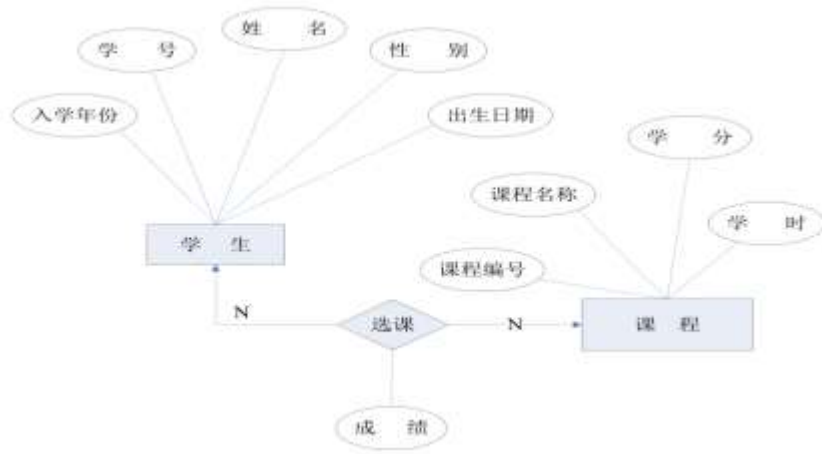 姓 名
学 号
性 别
入学年份
出生日期
学 分
课程名称
学 时
学 生
课程编号
N
选课
N
课 程
成 绩